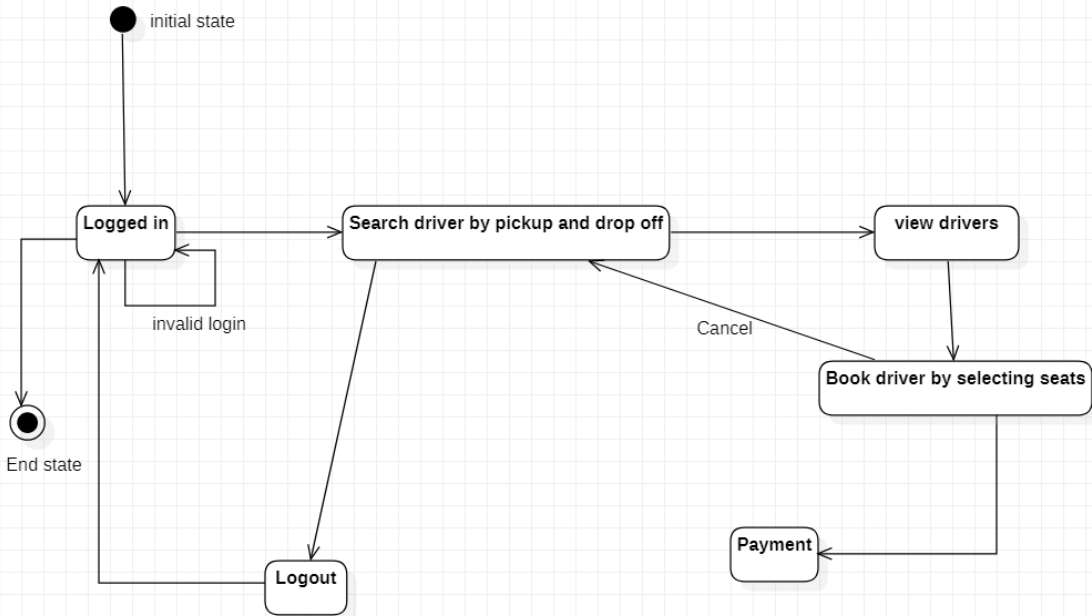 initial state
Logged in
Search driver by pickup and drop off
view drivers
invalid login
Cancel
Book driver by selecting seats
End state
Payment
Logout